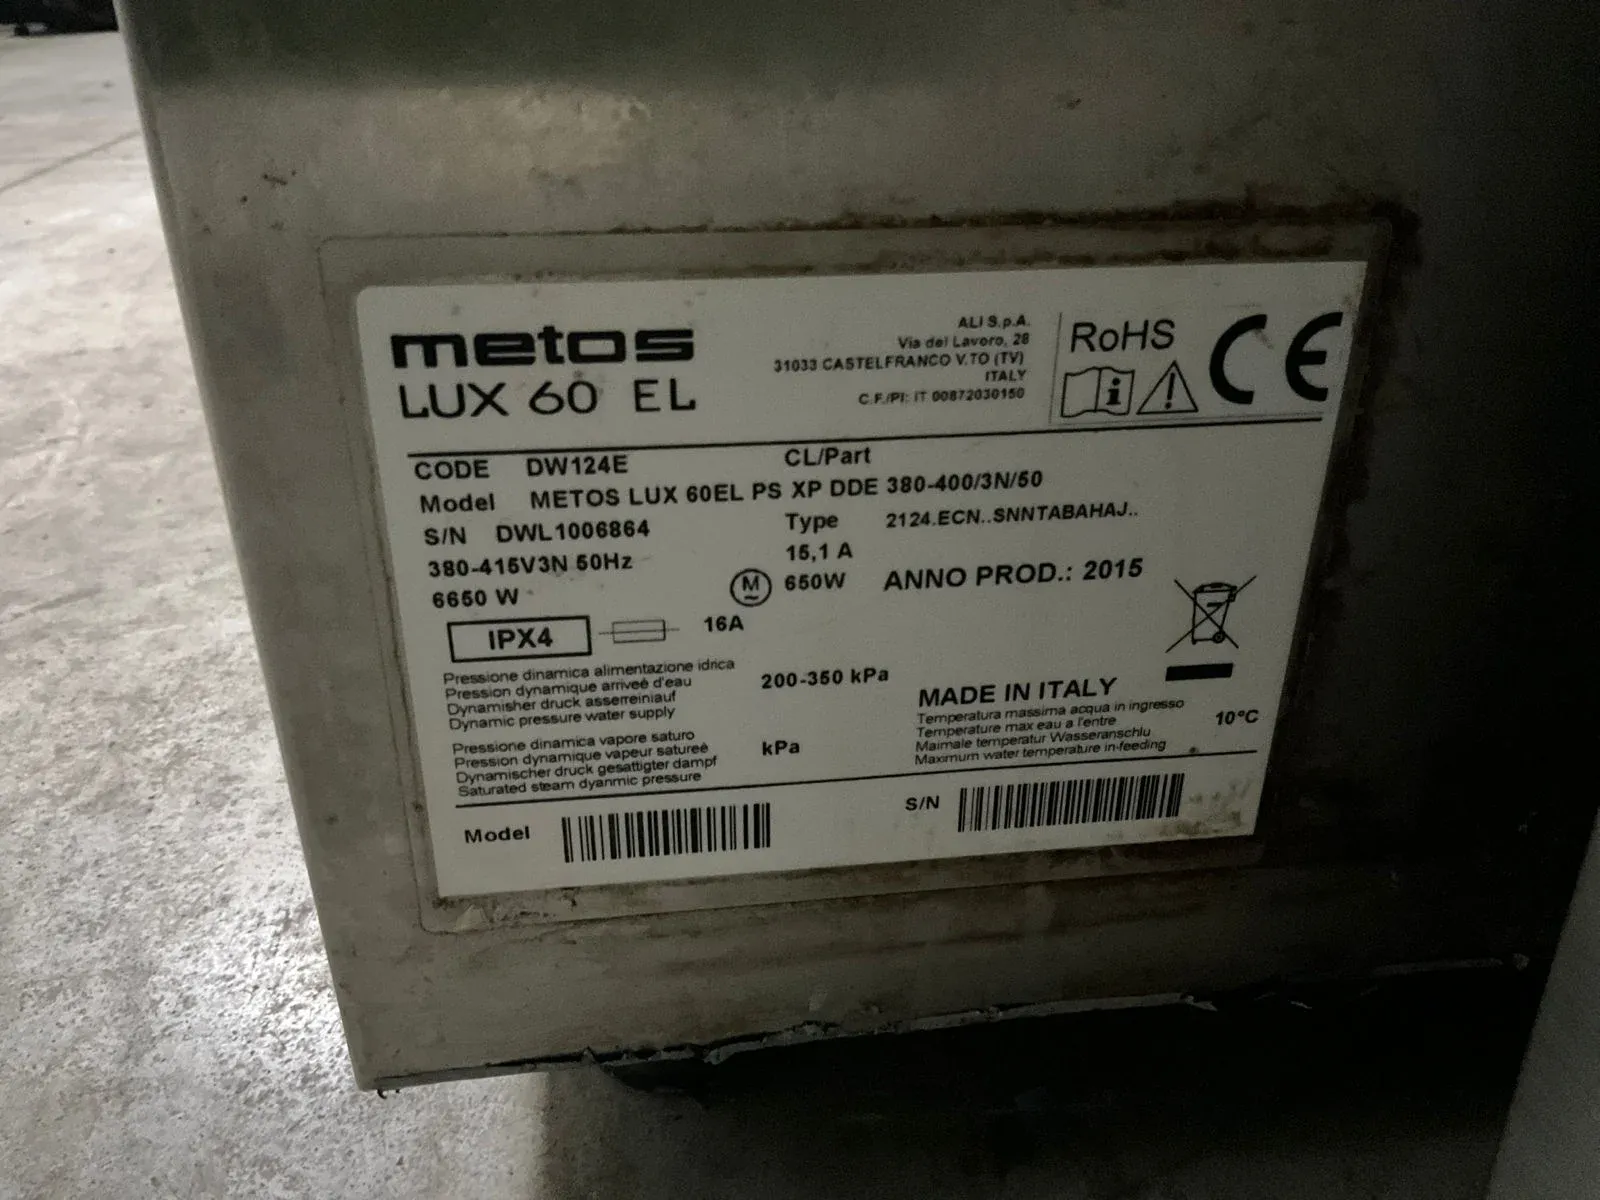 metos
LUX 60 EL
ALI S.p.A.
Via del Lavoro, 28
31033 CASTELFRANCO V.TO (TV)
ITALY
C.F./PI: IT 00872030150
RoHS
CE
CODE DW124E CL/Part
Model METOS LUX 60EL PS XP DDE 380-400/3N/50
S/N DWL1006864 Type 2124.ECN..SNNTABAHAJ..
380-415V3N 50Hz 15,1 A
6650 W M 650W ANNO PROD.: 2015
IPX4 16A
Pressione dinamica alimentazione idrica
Pression dynamique arriveè d'eau
Dynamisher druck asserreiniauf
Dynamic pressure water supply
200-350 kPa
MADE IN ITALY
Temperatura massima acqua in ingresso
Temperature max eau a l'entre
Maimale temperatur Wasseranschlu
Maximum water temperature in-feeding
10°C
Pressione dinamica vapore saturo
Pression dynamique vapeur satureè
Dynamischer druck gesattigter dampf
Saturated steam dyanmic pressure
kPa
Model S/N